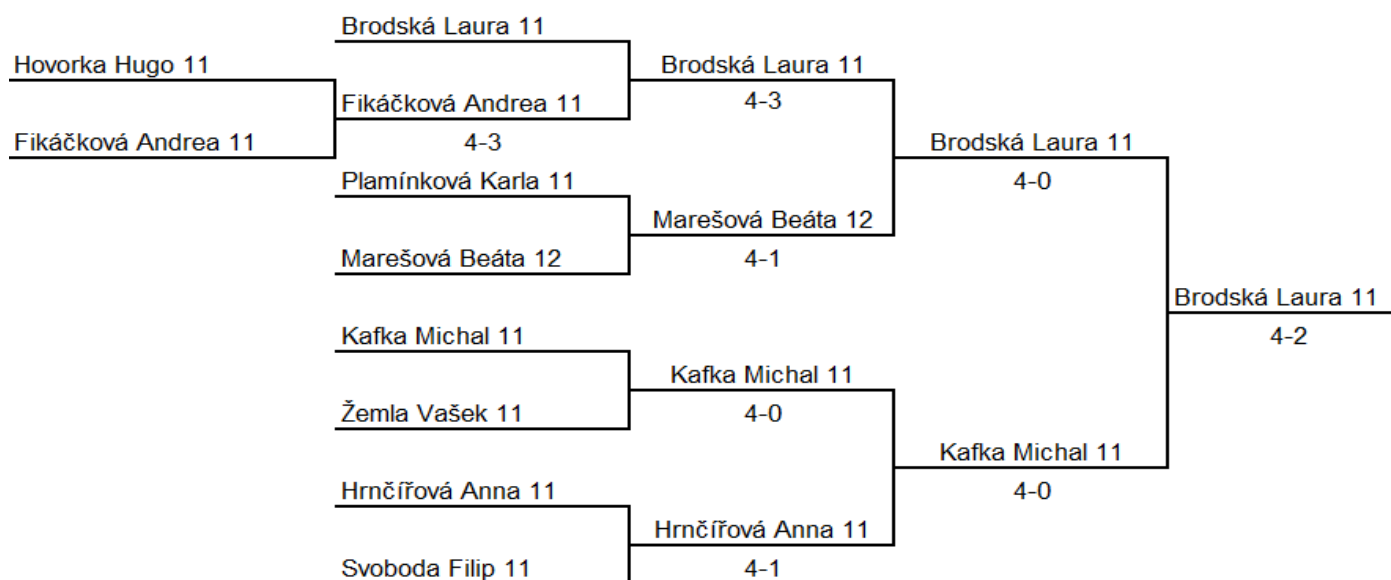 Brodská Laura 11
Hovorka Hugo 11
Brodská Laura 11
4-3
Fikáčková Andrea 11
Fikáčková Andrea 11
4-3
Brodská Laura 11
4-0
Plamínková Karla 11
Marešová Beáta 12
Marešová Beáta 12
4-1
Brodská Laura 11
4-2
Kafka Michal 11
Kafka Michal 11
4-0
Žemla Vašek 11
Kafka Michal 11
4-0
Hrnčířová Anna 11
Hrnčířová Anna 11
4-1
Svoboda Filip 11